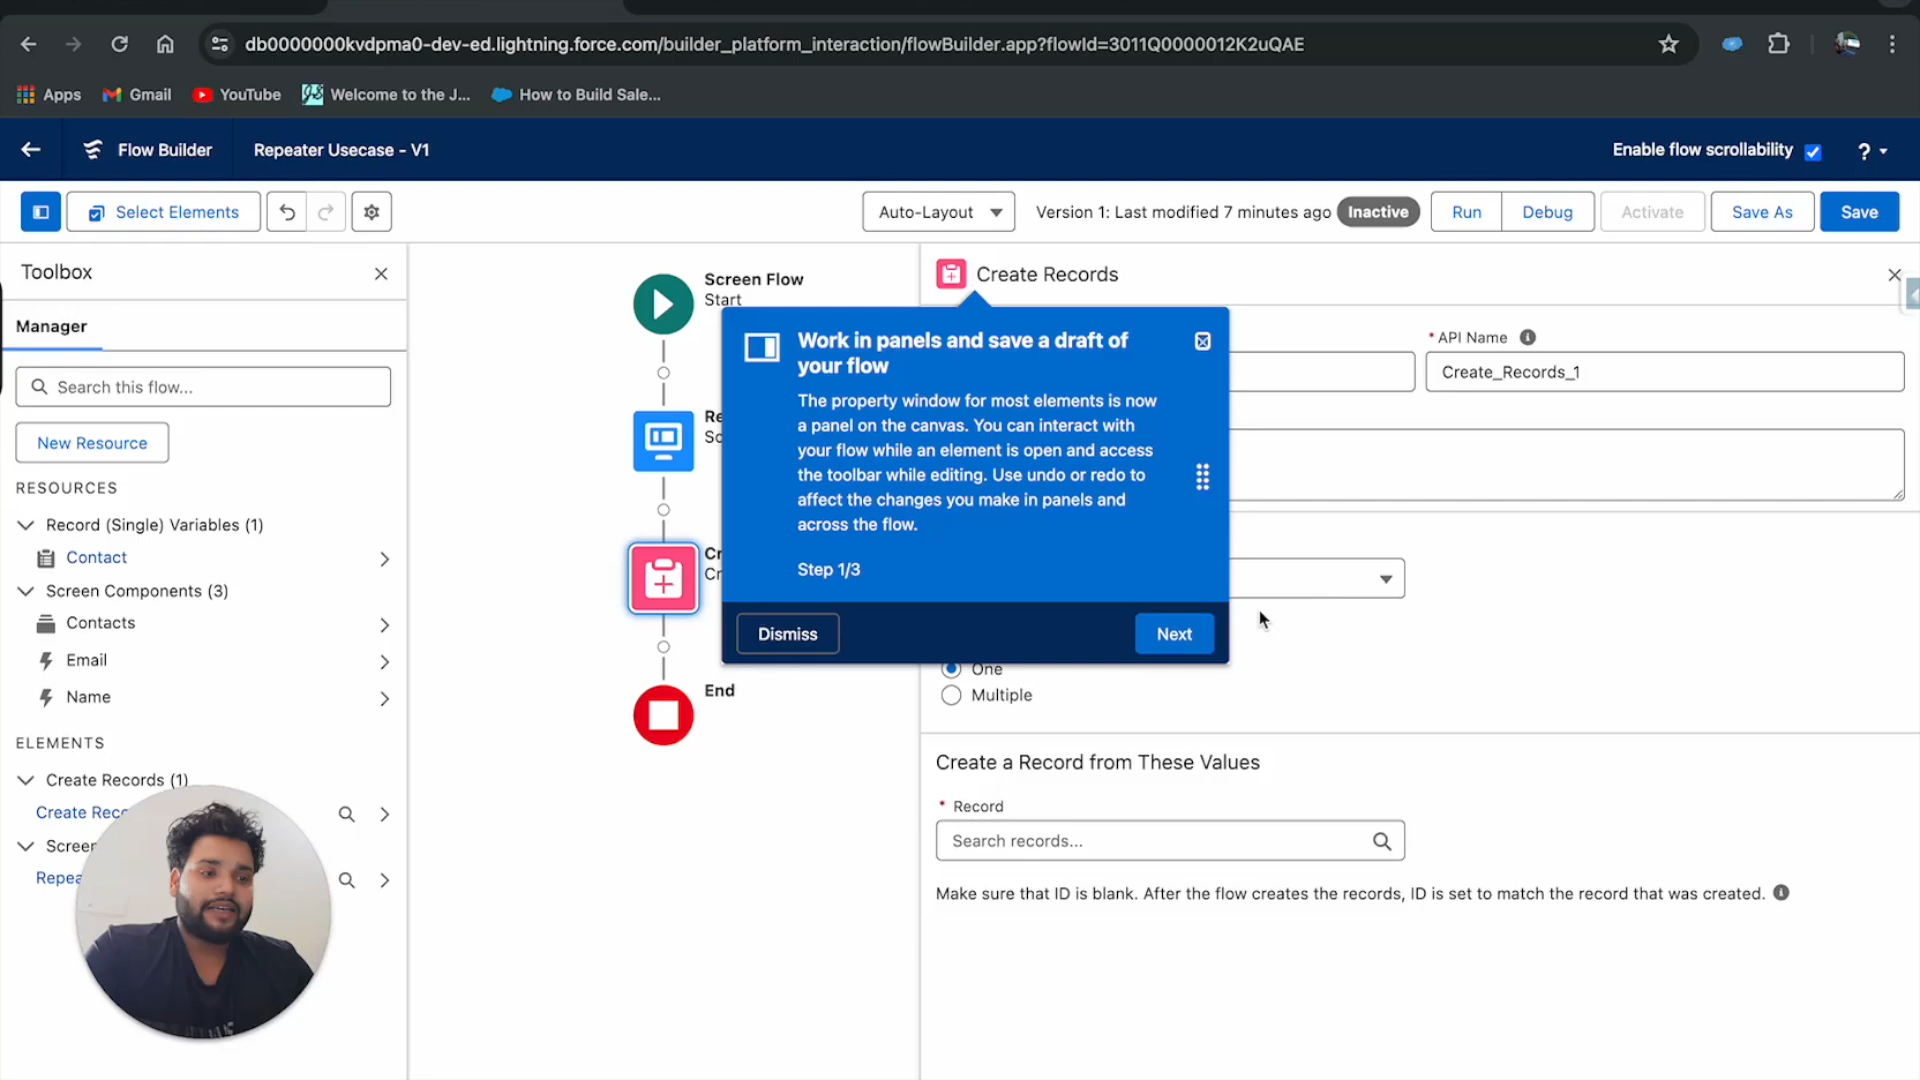 db0000000kvdpma0-dev-ed.lightning.force.com/builder_platform_interaction/flowBuilder.app?flowId=3011Q0000012K2uQAE
Apps
Gmail
YouTube
Welcome to the J...
How to Build Sale...
Flow Builder
Repeater Usecase - V1
Enable flow scrollability
?
Select Elements
Auto-Layout
Version 1: Last modified 7 minutes ago
Inactive
Run
Debug
Activate
Save As
Save
Toolbox
Manager
Search this flow...
New Resource
RESOURCES
Record (Single) Variables (1)
Contact
Screen Components (3)
Contacts
Email
Name
ELEMENTS
Create Records (1)
Create Reco
Screen
Repea
Screen Flow
Start
Re
Sc
Cr
Cr
End
Create Records
Work in panels and save a draft of
your flow
The property window for most elements is now
a panel on the canvas. You can interact with
your flow while an element is open and access
the toolbar while editing. Use undo or redo to
affect the changes you make in panels and
across the flow.
Step 1/3
Dismiss
Next
* API Name
Create_Records_1
One
Multiple
Create a Record from These Values
* Record
Search records...
Make sure that ID is blank. After the flow creates the records, ID is set to match the record that was created.